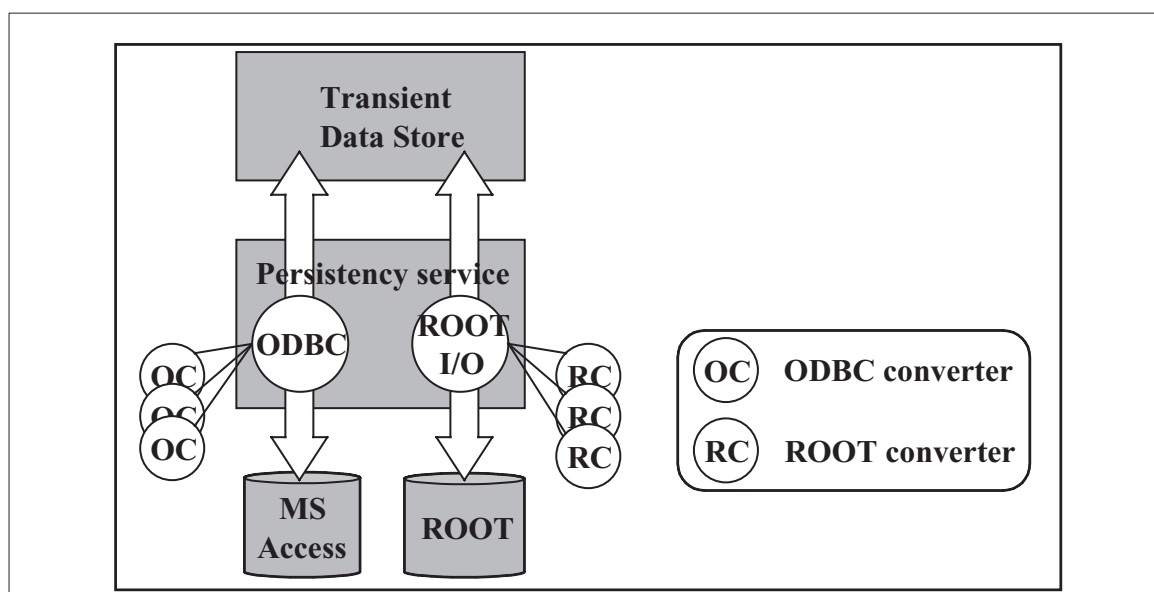 Transient
Data Store
Persistency service
ODBC
ROOT
I/O
OC
OC
OC
RC
RC
RC
OC ODBC converter
RC ROOT converter
MS
Access
ROOT